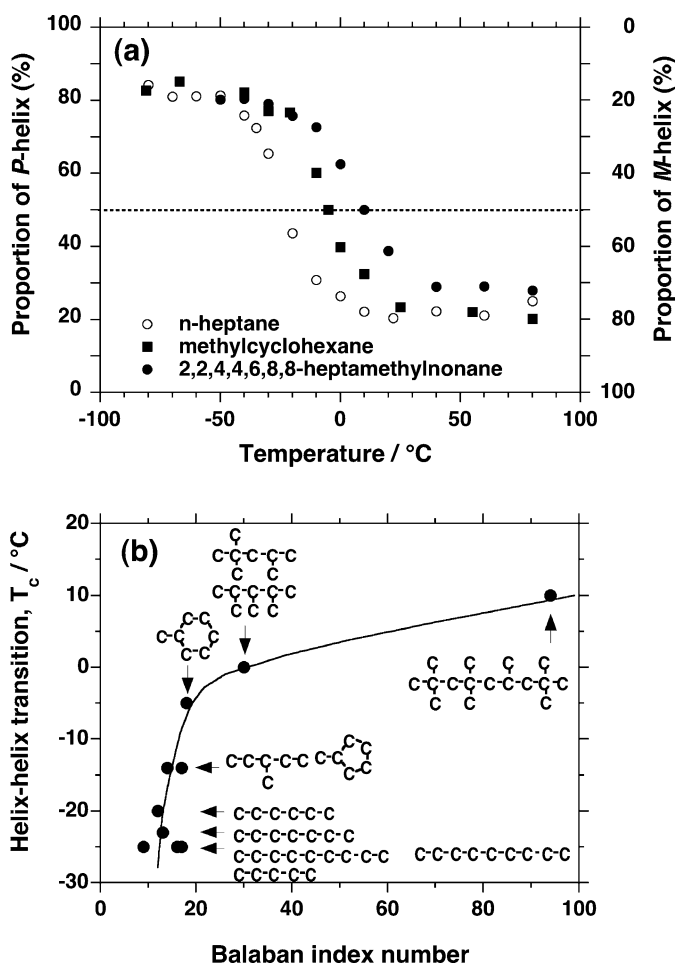 (a)
100
80
60
40
20
0
Proportion of P-helix (%)
0
20
40
60
80
100
Proportion of M-helix (%)
n-heptane
methylcyclohexane
2,2,4,4,6,8,8-heptamethylnonane
-100 -50 0 50 100
Temperature / °C
(b)
20
10
0
-10
-20
-30
Helix-helix transition, Tc / °C
C
C-C-C-C-C
C C
C-C-C-C-C
C C C
C-C
C-C C
C-C
C C C C
C-C-C-C-C-C-C-C-C
C C C
C-C-C-C-C
C
C-C
C
C
C
C
C-C-C-C-C-C
C-C-C-C-C-C-C
C-C-C-C-C-C-C-C-C
C-C-C-C-C-C-C-C-C
C-C-C-C-C
0 20 40 60 80 100
Balaban index number